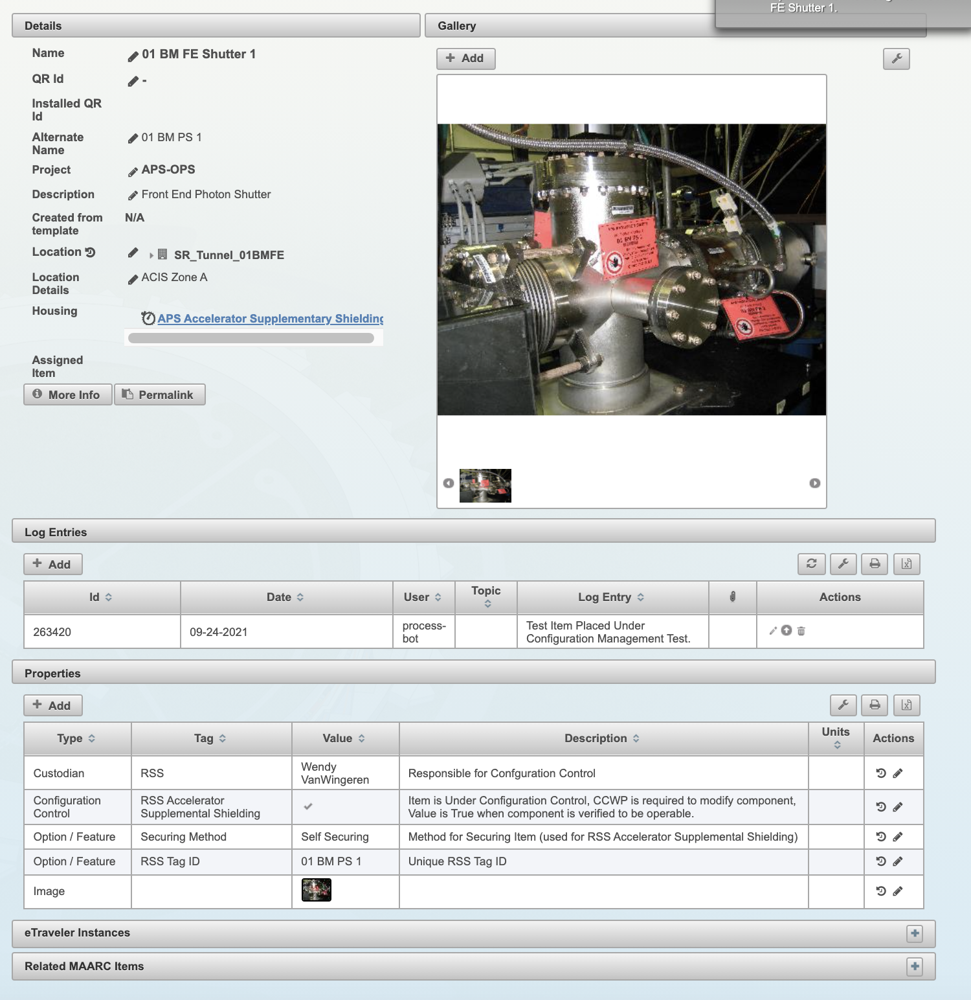 FE Shutter 1.
Details
Gallery
Name
01 BM FE Shutter 1
Add
QR Id
-
Installed QR
Id
Alternate
Name
01 BM PS 1
Project
APS-OPS
Description
Front End Photon Shutter
Created from
template
N/A
Location
SR_Tunnel_01BMFE
Location
Details
ACIS Zone A
Housing
APS Accelerator Supplementary Shielding
Assigned
Item
More Info
Permalink
Log Entries
Add
Id
Date
User
Topic
Log Entry
Actions
263420
09-24-2021
process-
bot
Test Item Placed Under
Configuration Management Test.
Properties
Add
Type
Tag
Value
Description
Units
Actions
Custodian
RSS
Wendy
VanWingeren
Responsible for Confguration Control
Configuration
Control
RSS Accelerator
Supplemental Shielding
Item is Under Configuration Control, CCWP is required to modify component,
Value is True when component is verified to be operable.
Option / Feature
Securing Method
Self Securing
Method for Securing Item (used for RSS Accelerator Supplemental Shielding)
Option / Feature
RSS Tag ID
01 BM PS 1
Unique RSS Tag ID
Image
eTraveler Instances
Related MAARC Items